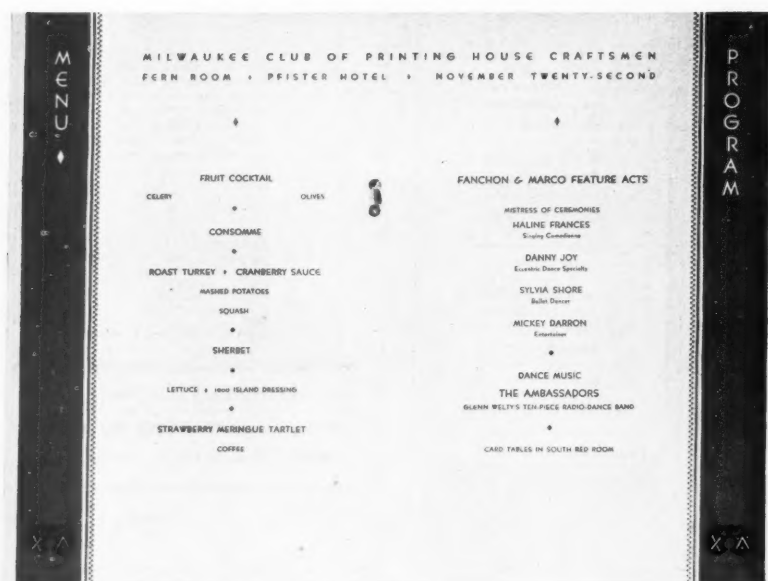 MENU
MILWAUKEE CLUB OF PRINTING HOUSE CRAFTSMEN
FERN ROOM • PFISTER HOTEL • NOVEMBER TWENTY-SECOND
FRUIT COCKTAIL
CELERY OLIVES
CONSOMME
ROAST TURKEY • CRANBERRY SAUCE
MASHED POTATOES
SQUASH
SHERBET
LETTUCE • 1000 ISLAND DRESSING
STRAWBERRY MERINGUE TARTLET
COFFEE
FANCHON & MARCO FEATURE ACTS
MISTRESS OF CEREMONIES
HALINE FRANCES
Singing Comedienne
DANNY JOY
Eccentric Dance Specialty
SYLVIA SHORE
Ballet Dancer
MICKEY DARRON
Entertainer
DANCE MUSIC
THE AMBASSADORS
GLENN WELTY'S TEN-PIECE RADIO-DANCE BAND
CARD TABLES IN SOUTH RED ROOM
PROGRAM